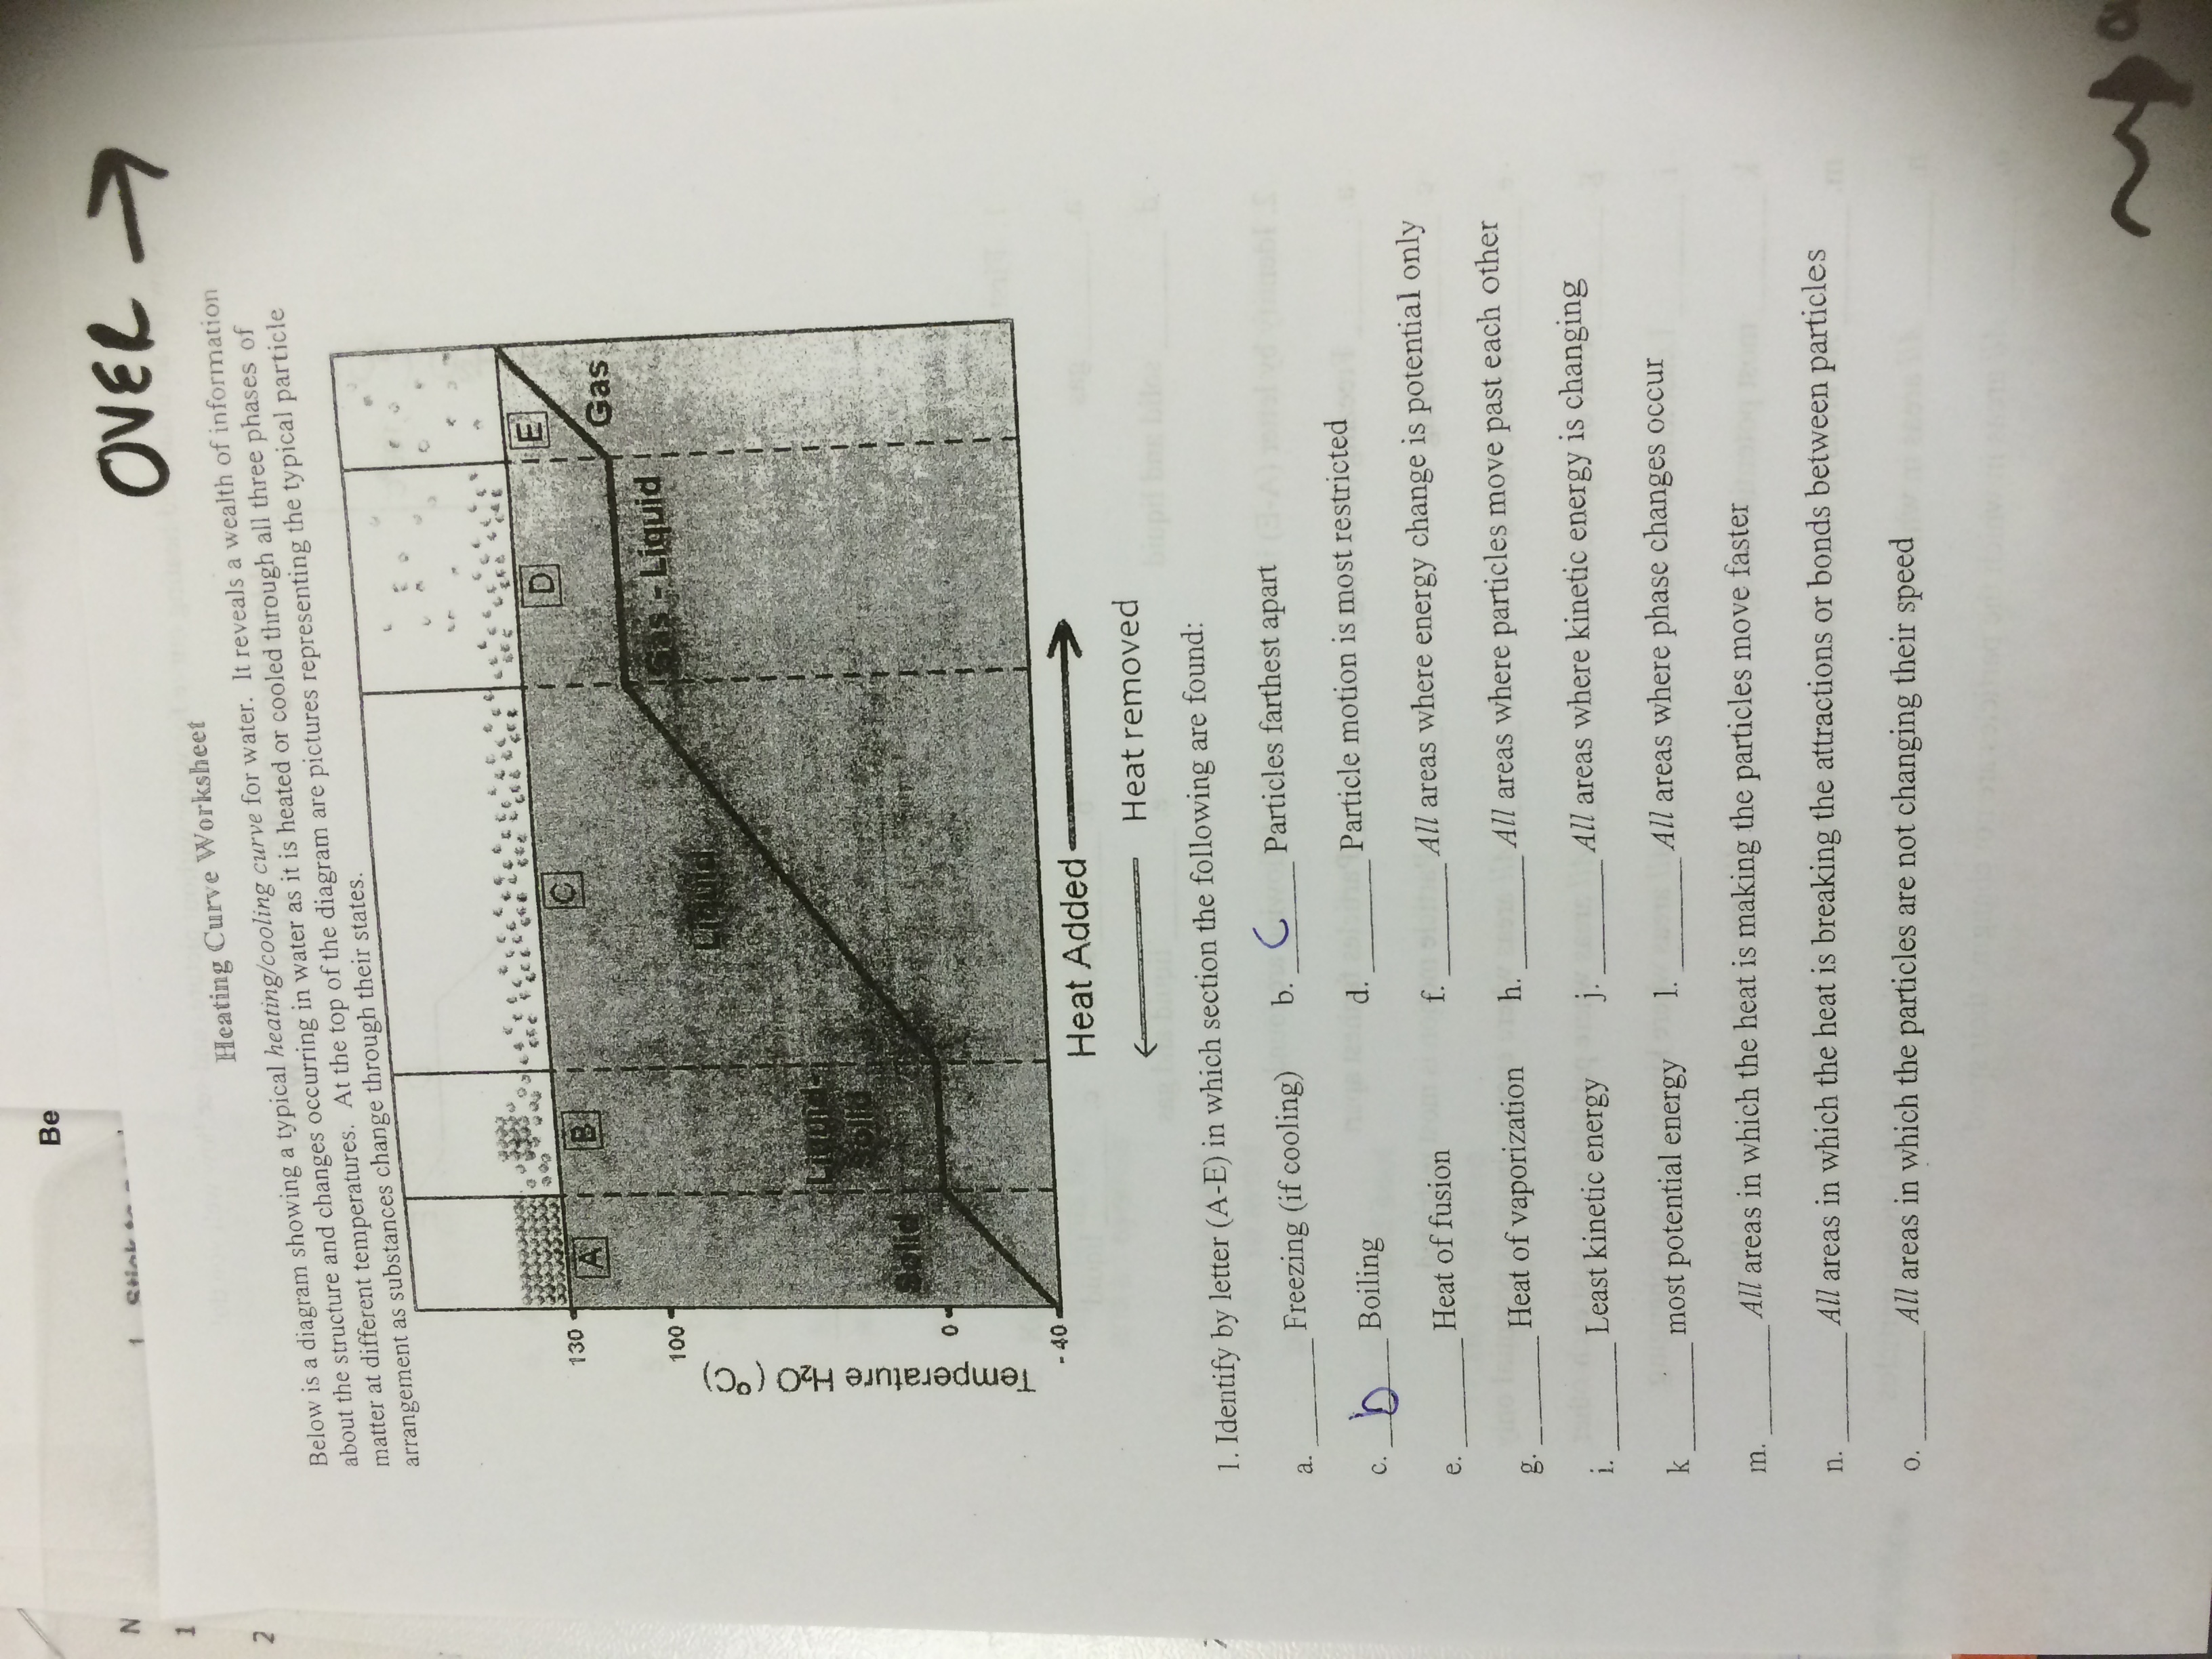 Be
N
1
2
OVER →
Heating Curve Worksheet
Below is a diagram showing a typical heating/cooling curve for water. It reveals a wealth of information
about the structure and changes occurring in water as it is heated or cooled through all three phases of
matter at different temperatures. At the top of the diagram are pictures representing the typical particle
arrangement as substances change through their states.
A B C D E
130
100
0
- 40
Temperature H₂O (°C)
Solid
Liquid-
Solid
Liquid
Gas - Liquid
Gas
Heat Added →
← Heat removed
1. Identify by letter (A-E) in which section the following are found:
a. ______ Freezing (if cooling) b. C Particles farthest apart
c. b Boiling d. ______ Particle motion is most restricted
e. ______ Heat of fusion f. ______ All areas where energy change is potential only
g. ______ Heat of vaporization h. ______ All areas where particles move past each other
i. ______ Least kinetic energy j. ______ All areas where kinetic energy is changing
k ______ most potential energy l. ______ All areas where phase changes occur
m. ______ All areas in which the heat is making the particles move faster
n. ______ All areas in which the heat is breaking the attractions or bonds between particles
o. ______ All areas in which the particles are not changing their speed